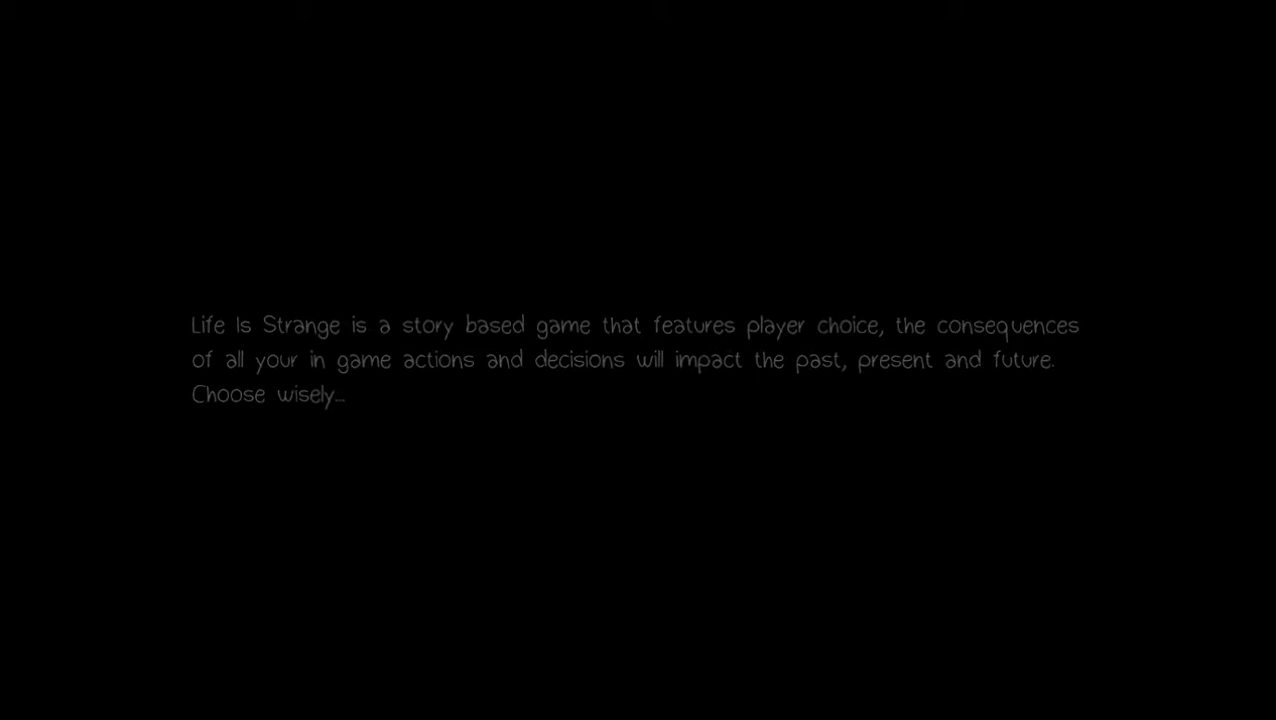 Life Is Strange is a story based game that features player choice, the consequences
of all your in game actions and decisions will impact the past, present and future.
Choose wisely...